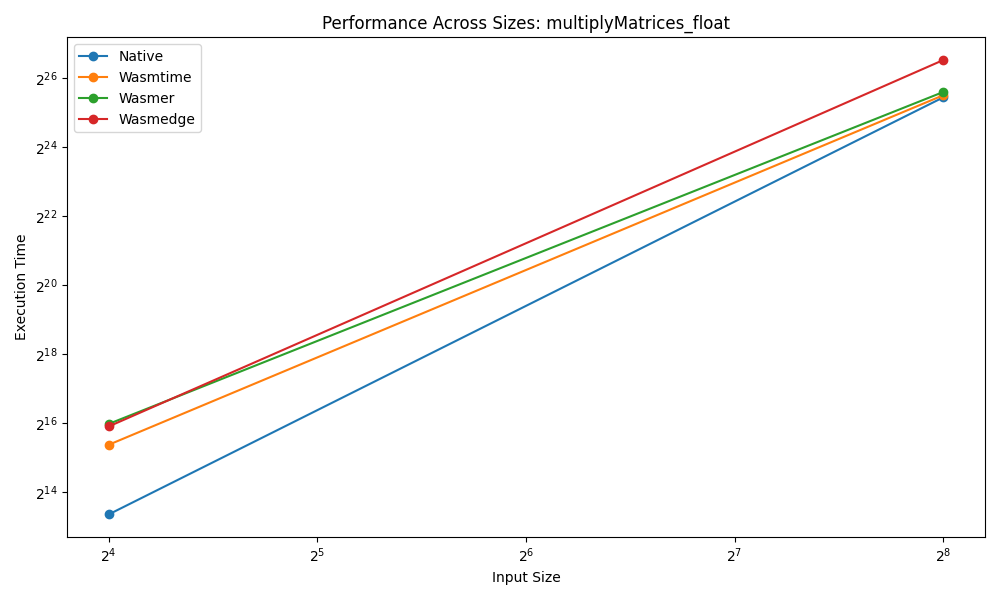 Performance Across Sizes: multiplyMatrices_float
Native
Wasmtime
Wasmer
Wasmedge
Execution Time
2^26
2^24
2^22
2^20
2^18
2^16
2^14
2^4 2^5 2^6 2^7 2^8
Input Size